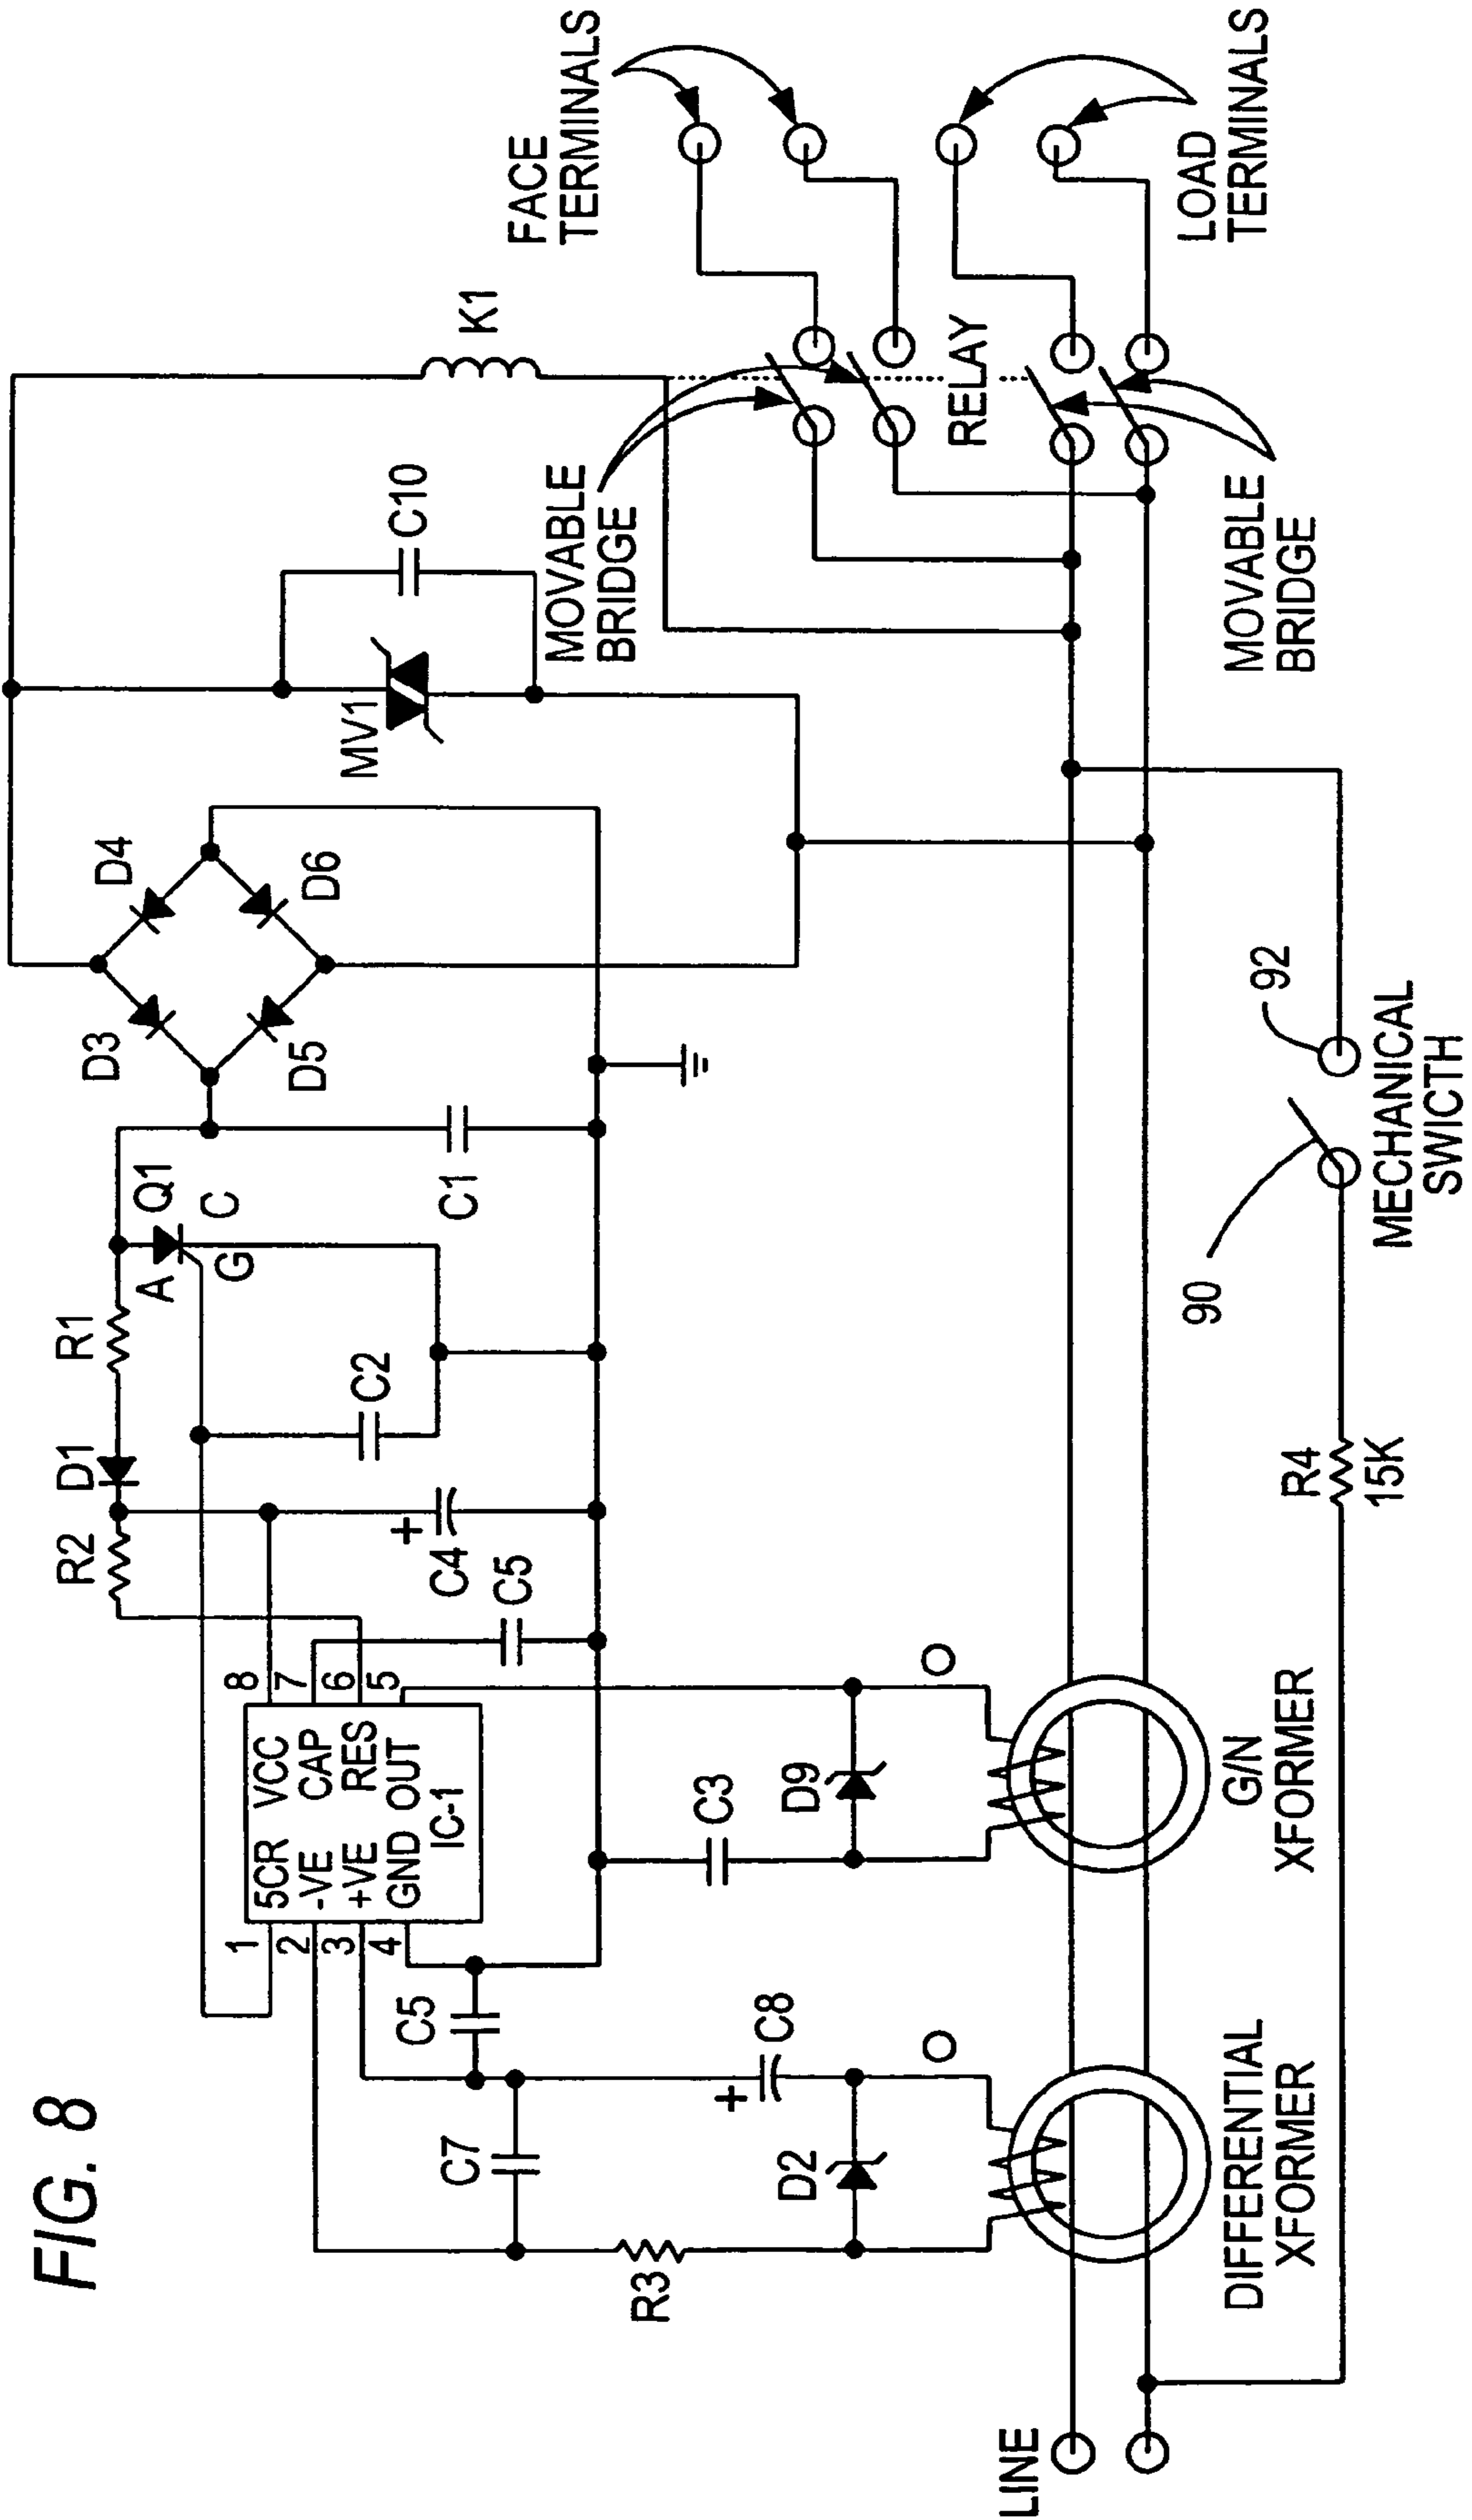 FIG. 8
LINE
DIFFERENTIAL
XFORMER
G/N
XFORMER
R3
C7
D2
C8
+
C5
1
2
3
4
5CR VCC
-VE CAP
+VE RES
GND OUT
IC-1
8
7
6
5
C3
D9
C5
C4
+
R2
D1
R1
C2
A
Q1
C
G
C1
D3
D4
D5
D6
MV1
C10
K1
R4
15K
90
92
MECHANICAL
SWICTH
MOVABLE
BRIDGE
RELAY
MOVABLE
BRIDGE
FACE
TERMINALS
LOAD
TERMINALS